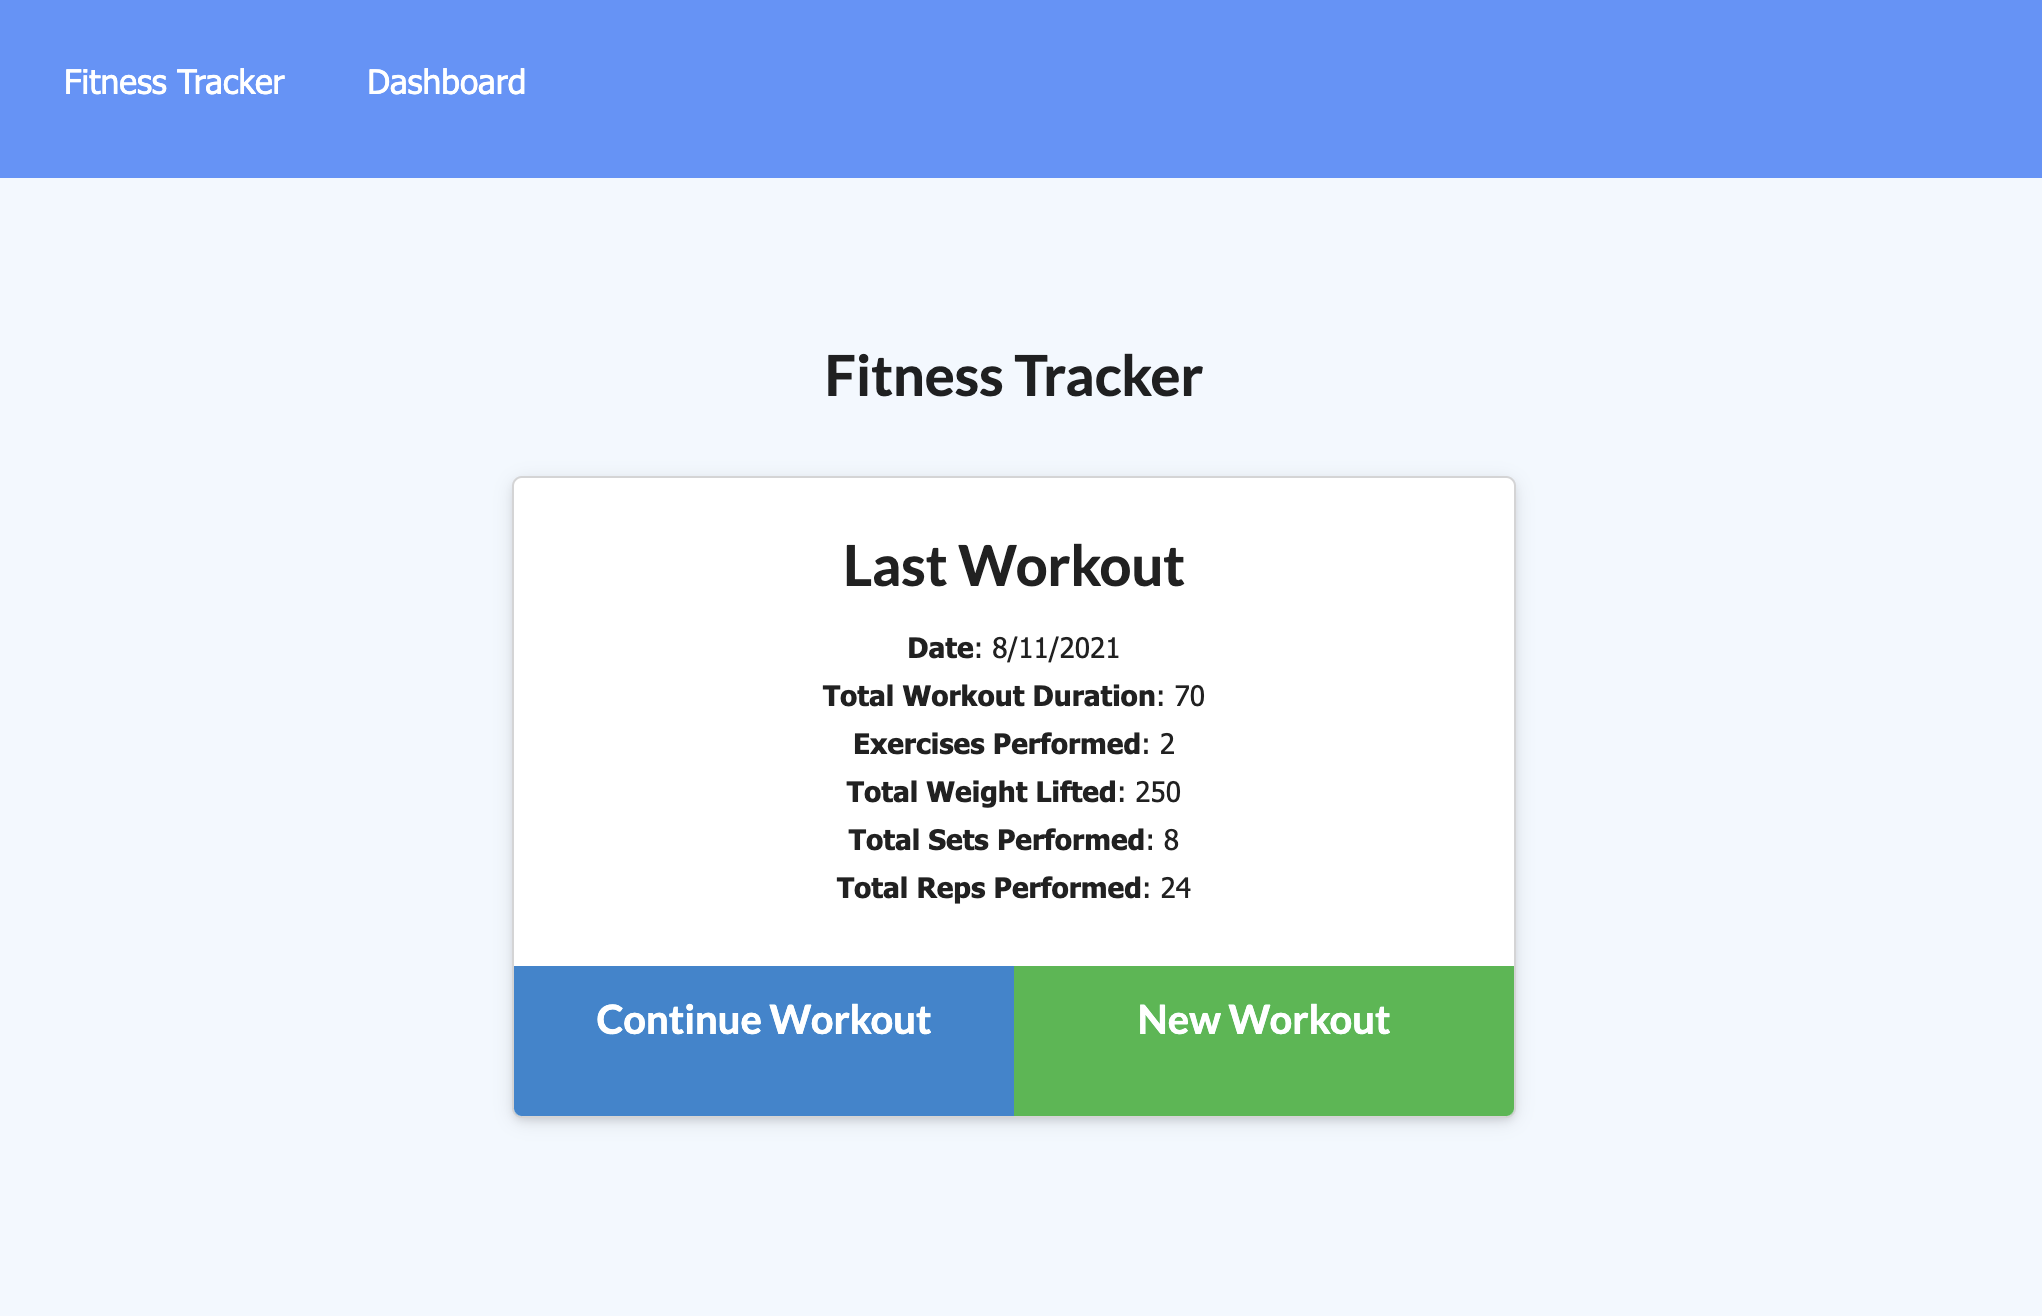 Fitness Tracker Dashboard
Fitness Tracker
Last Workout
Date: 8/11/2021
Total Workout Duration: 70
Exercises Performed: 2
Total Weight Lifted: 250
Total Sets Performed: 8
Total Reps Performed: 24
Continue Workout New Workout